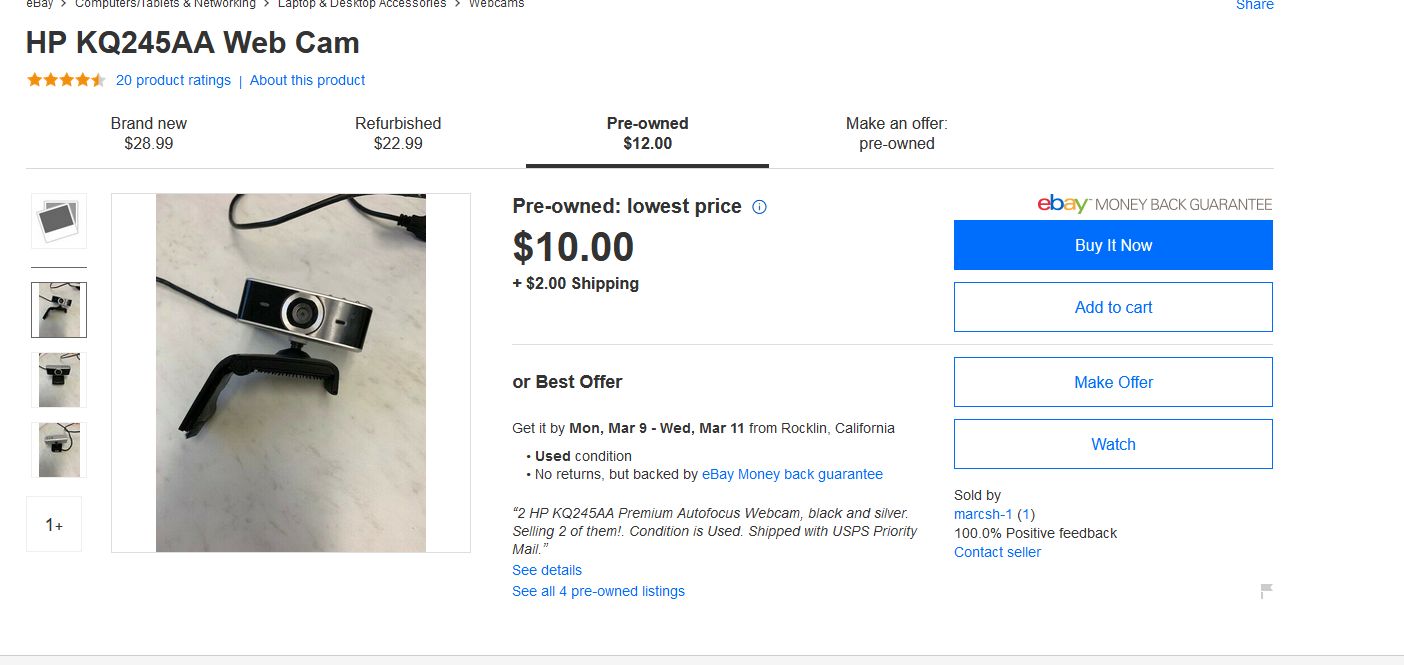 eBay > Computers/Tablets & Networking > Laptop & Desktop Accessories > Webcams
Share
HP KQ245AA Web Cam
20 product ratings | About this product
Brand new
$28.99
Refurbished
$22.99
Pre-owned
$12.00
Make an offer:
pre-owned
1+
Pre-owned: lowest price
$10.00
+ $2.00 Shipping
or Best Offer
Get it by Mon, Mar 9 - Wed, Mar 11 from Rocklin, California
• Used condition
• No returns, but backed by eBay Money back guarantee
“2 HP KQ245AA Premium Autofocus Webcam, black and silver.
Selling 2 of them!. Condition is Used. Shipped with USPS Priority
Mail.”
See details
See all 4 pre-owned listings
ebay MONEY BACK GUARANTEE
Buy It Now
Add to cart
Make Offer
Watch
Sold by
marcsh-1 (1)
100.0% Positive feedback
Contact seller